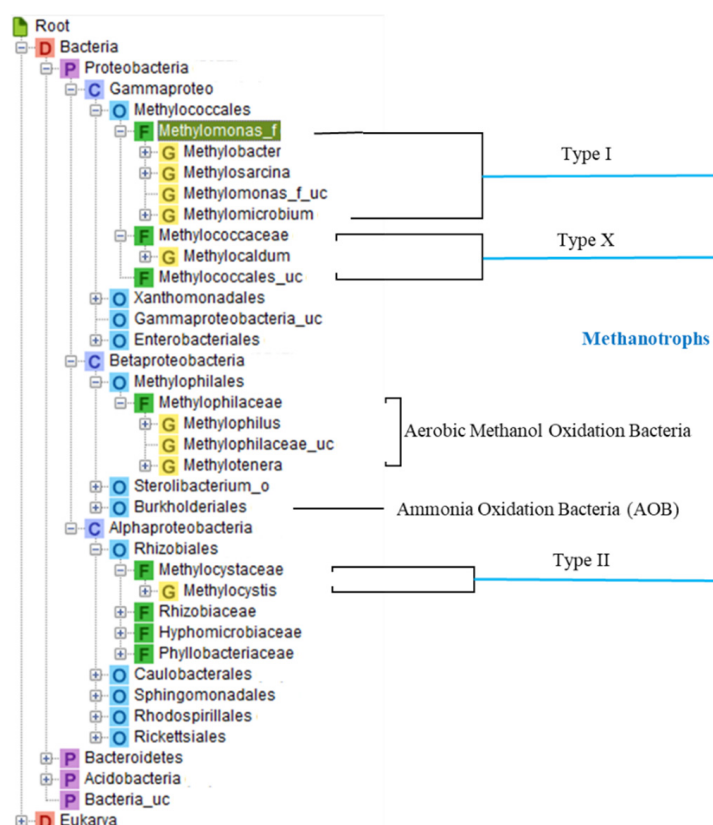 Root
D Bacteria
P Proteobacteria
C Gammaproteo
O Methylococcales
F Methylomonas_f
G Methylobacter
G Methylosarcina
G Methylomonas_f_uc
G Methylomicrobium
Type I
F Methylococcaceae
G Methylocaldum
F Methylococcales_uc
Type X
O Xanthomonadales
O Gammaproteobacteria_uc
O Enterobacteriales
Methanotrophs
C Betaproteobacteria
O Methylophilales
F Methylophilaceae
G Methylophilus
G Methylophilaceae_uc
G Methylotenera
Aerobic Methanol Oxidation Bacteria
O Sterolibacterium_o
O Burkholderiales
Ammonia Oxidation Bacteria (AOB)
C Alphaproteobacteria
O Rhizobiales
F Methylocystaceae
G Methylocystis
Type II
F Rhizobiaceae
F Hyphomicrobiaceae
F Phyllobacteriaceae
O Caulobacterales
O Sphingomonadales
O Rhodospirillales
O Rickettsiales
P Bacteroidetes
P Acidobacteria
P Bacteria_uc
D Eukarya